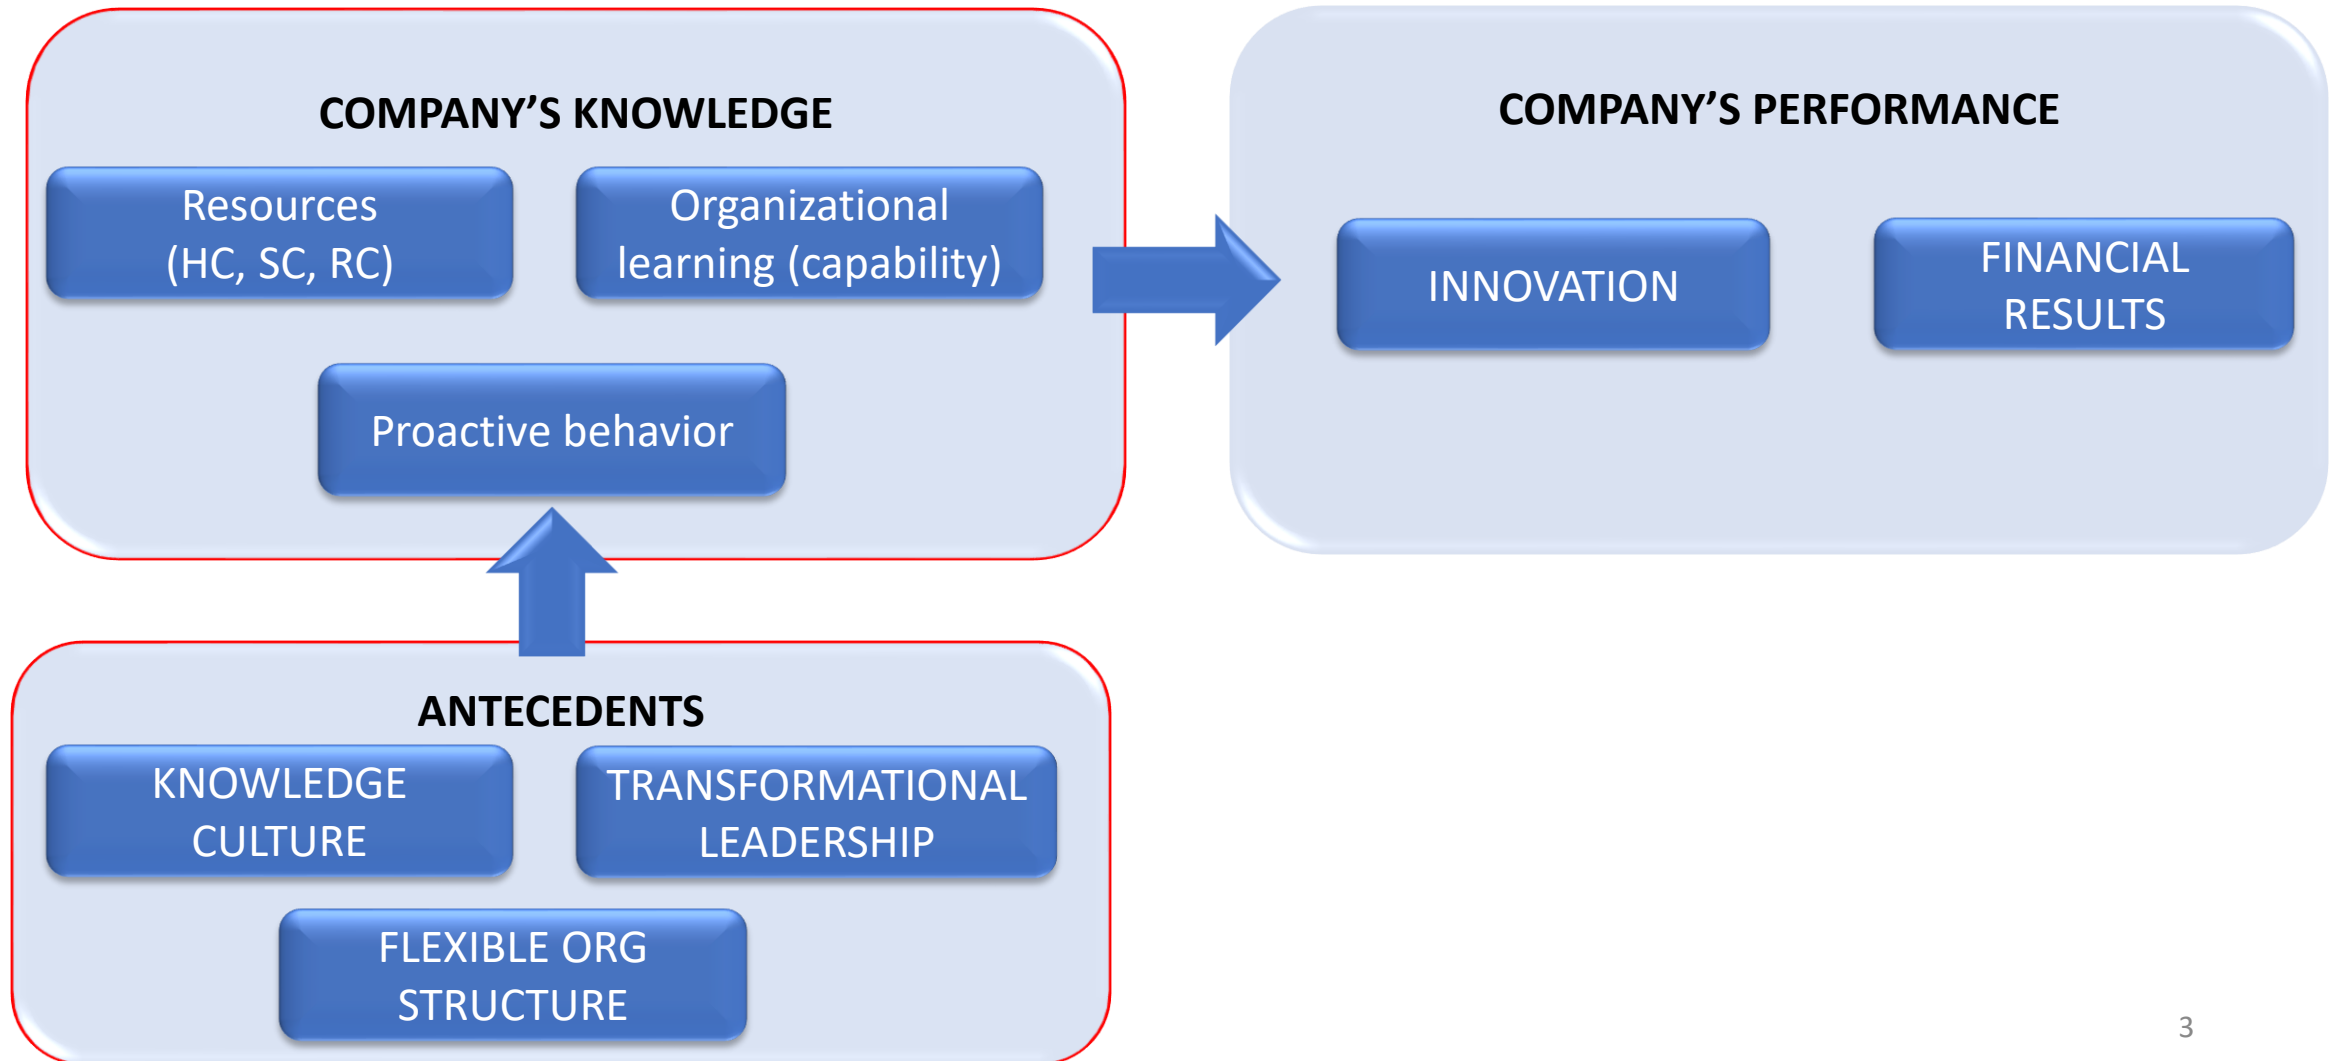 COMPANY’S KNOWLEDGE
Resources
(HC, SC, RC)
Organizational
learning (capability)
Proactive behavior
COMPANY’S PERFORMANCE
INNOVATION
FINANCIAL
RESULTS
ANTECEDENTS
KNOWLEDGE
CULTURE
TRANSFORMATIONAL
LEADERSHIP
FLEXIBLE ORG
STRUCTURE
3